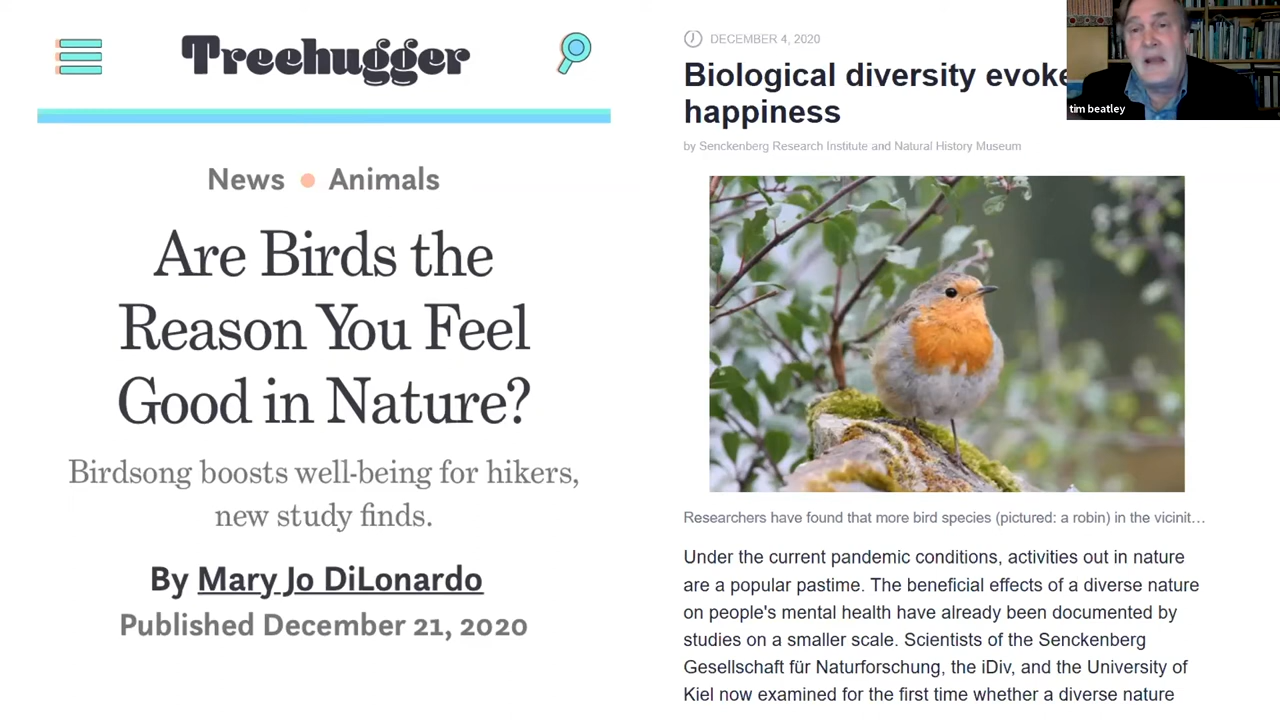 Treehugger
News • Animals
Are Birds the
Reason You Feel
Good in Nature?
Birdsong boosts well-being for hikers,
new study finds.
By Mary Jo DiLonardo
Published December 21, 2020
DECEMBER 4, 2020
Biological diversity evoke
happiness
by Senckenberg Research Institute and Natural History Museum
Researchers have found that more bird species (pictured: a robin) in the vicinit…
Under the current pandemic conditions, activities out in nature
are a popular pastime. The beneficial effects of a diverse nature
on people's mental health have already been documented by
studies on a smaller scale. Scientists of the Senckenberg
Gesellschaft für Naturforschung, the iDiv, and the University of
Kiel now examined for the first time whether a diverse nature
tim beatley